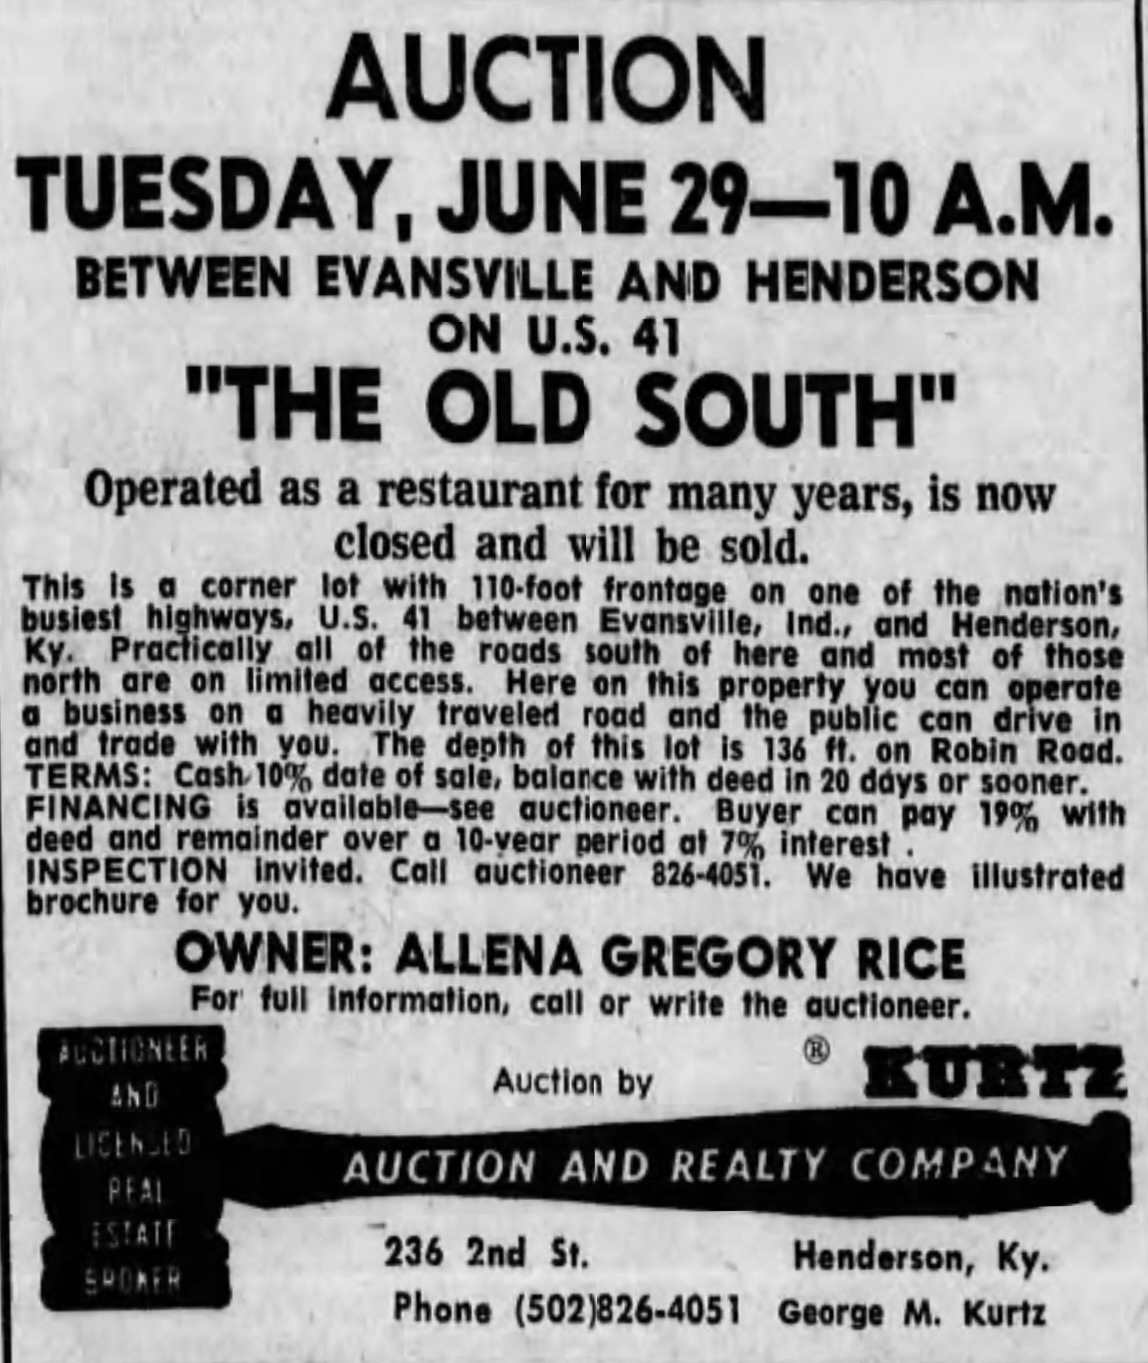 AUCTION
TUESDAY, JUNE 29—10 A.M.
BETWEEN EVANSVILLE AND HENDERSON
ON U.S. 41
"THE OLD SOUTH"
Operated as a restaurant for many years, is now
closed and will be sold.
This is a corner lot with 110-foot frontage on one of the nation's
busiest highways, U.S. 41 between Evansville, Ind., and Henderson,
Ky. Practically all of the roads south of here and most of those
north are on limited access. Here on this property you can operate
a business on a heavily traveled road and the public can drive in
and trade with you. The depth of this lot is 136 ft. on Robin Road.
TERMS: Cash 10% date of sale, balance with deed in 20 days or sooner.
FINANCING is available—see auctioneer. Buyer can pay 19% with
deed and remainder over a 10-year period at 7% interest .
INSPECTION invited. Call auctioneer 826-4051. We have illustrated
brochure for you.
OWNER: ALLENA GREGORY RICE
For full information, call or write the auctioneer.
AUCTIONEER
AND
LICENSED
REAL
ESTATE
BROKER
Auction by ® KURTZ
AUCTION AND REALTY COMPANY
236 2nd St. Henderson, Ky.
Phone (502)826-4051 George M. Kurtz